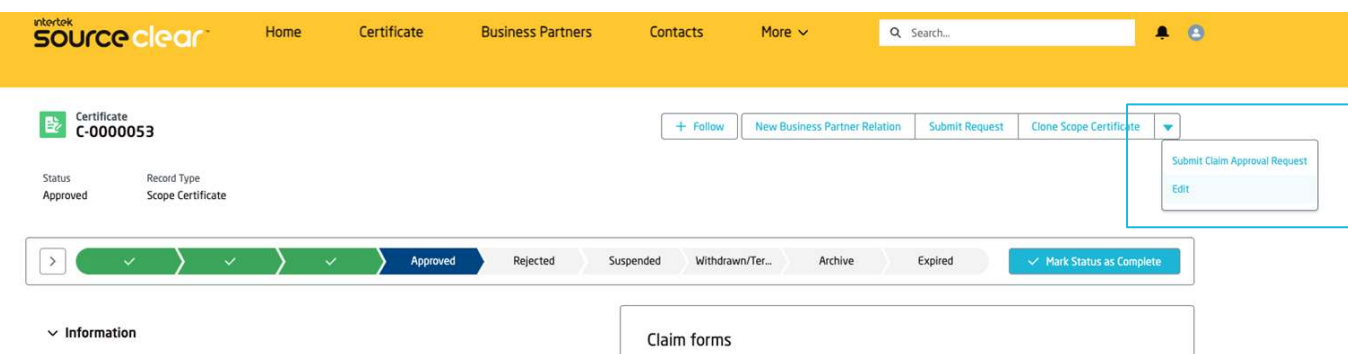 intertek
source clear
Home Certificate Business Partners Contacts More Search...
Certificate
C-0000053
+ Follow New Business Partner Relation Submit Request Clone Scope Certificate
Submit Claim Approval Request
Edit
Status Record Type
Approved Scope Certificate
Approved Rejected Suspended Withdrawn/Ter... Archive Expired Mark Status as Complete
Information
Claim forms